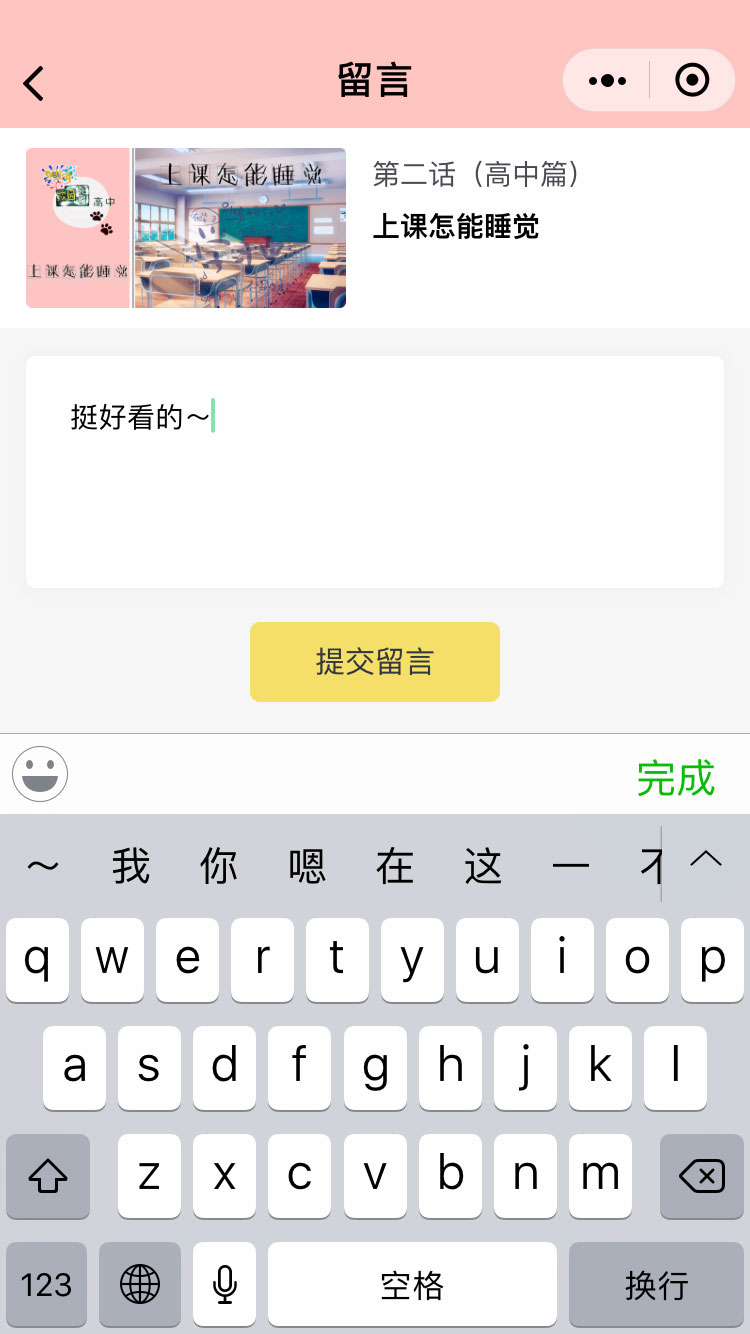 留言
高中
上课怎能睡觉
上课怎能睡觉
第二话（高中篇）
上课怎能睡觉
挺好看的～
提交留言
完成
～ 我 你 嗯 在 这 一 不
q w e r t y u i o p
a s d f g h j k l
z x c v b n m
123 空格 换行